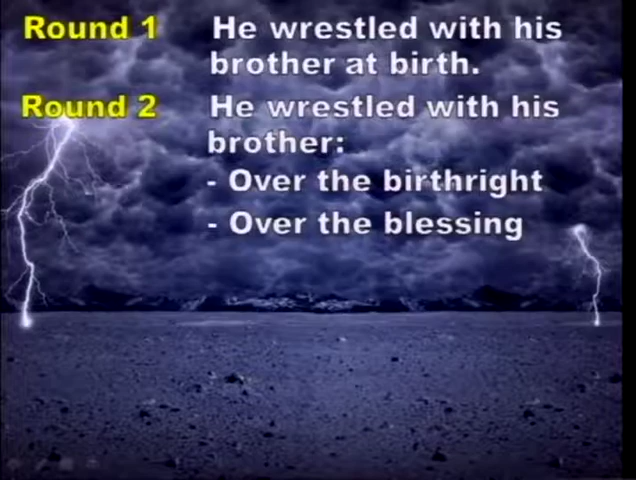 Round 1 He wrestled with his
brother at birth.
Round 2 He wrestled with his
brother:
- Over the birthright
- Over the blessing